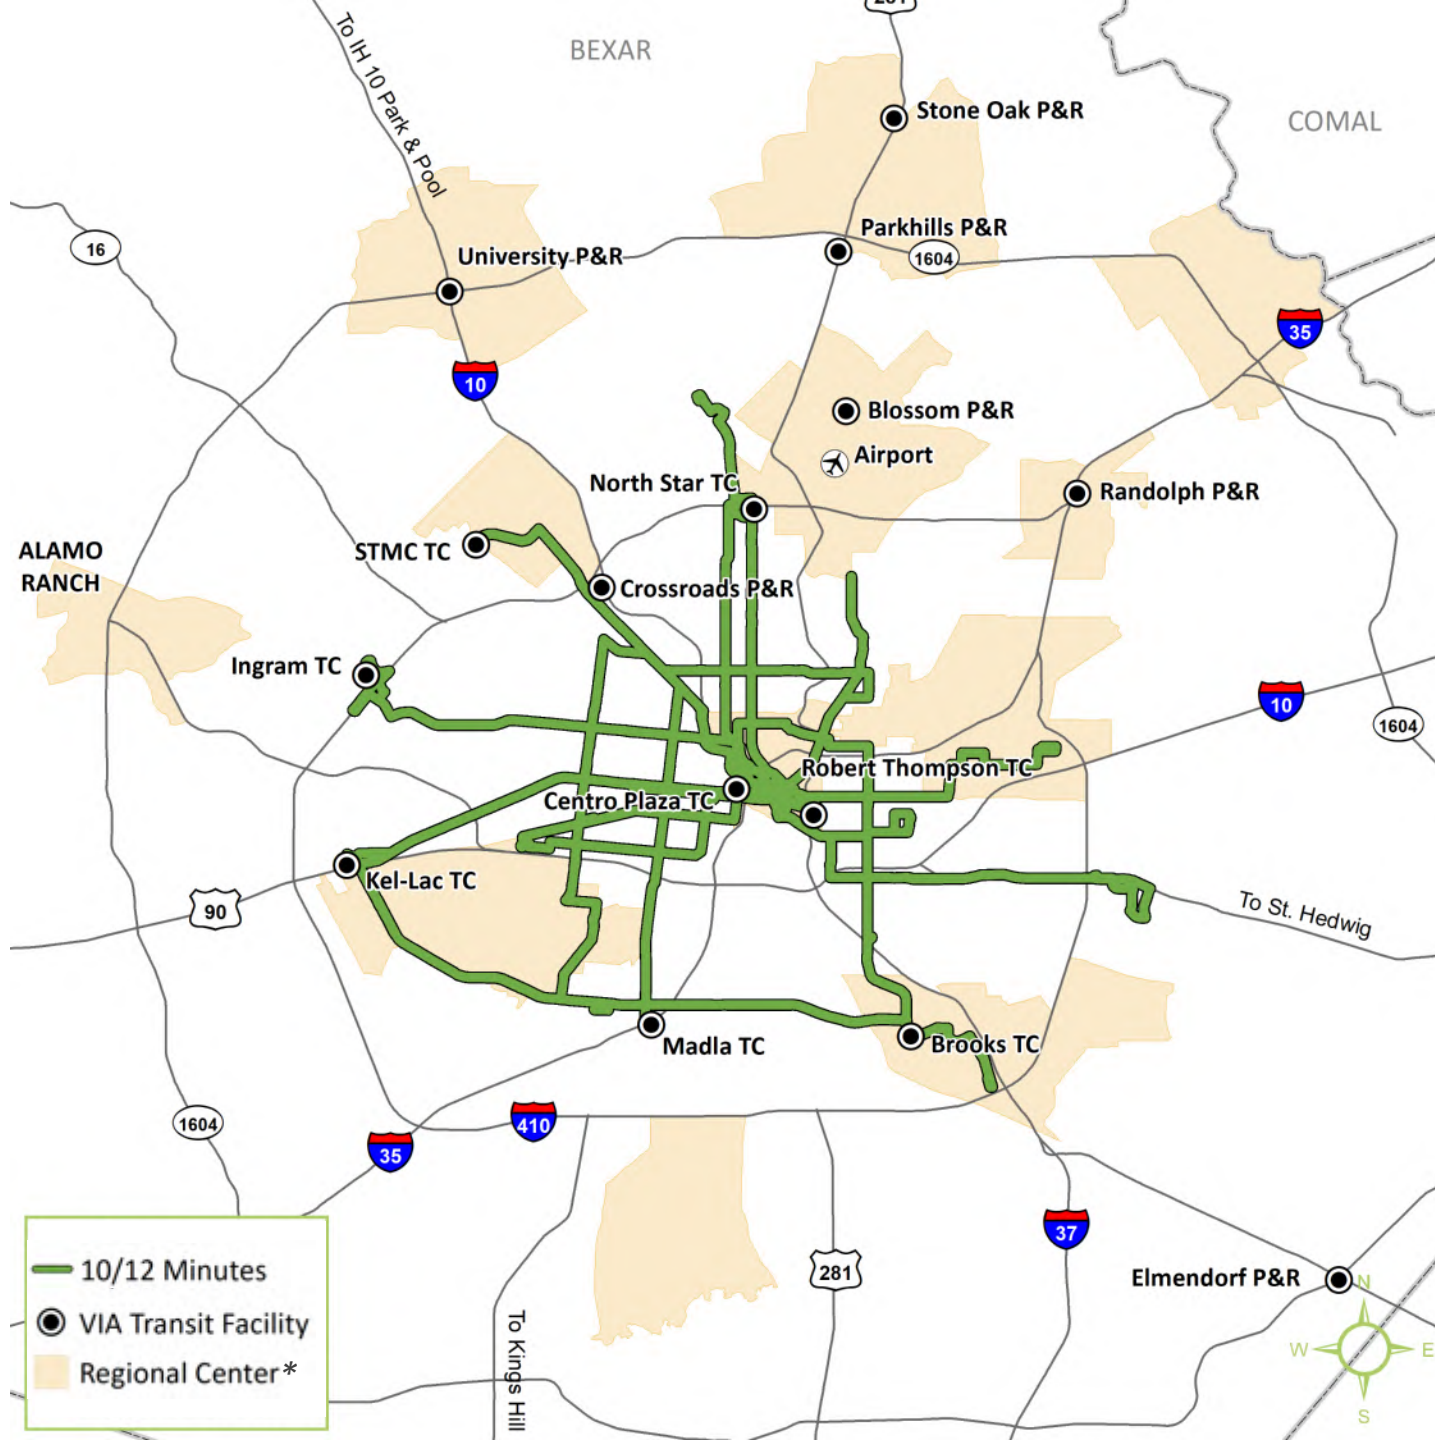 281
To IH 10 Park & Pool
BEXAR
COMAL
Stone Oak P&R
Parkhills P&R
1604
16
University P&R
35
10
Blossom P&R
Airport
North Star TC
Randolph P&R
STMC TC
ALAMO
RANCH
Crossroads P&R
Ingram TC
10
1604
Robert Thompson TC
Centro Plaza TC
Kel-Lac TC
90
To St. Hedwig
Madla TC
Brooks TC
1604
410
35
37
281
Elmendorf P&R
To Kings Hill
10/12 Minutes
VIA Transit Facility
Regional Center*
N
W
E
S